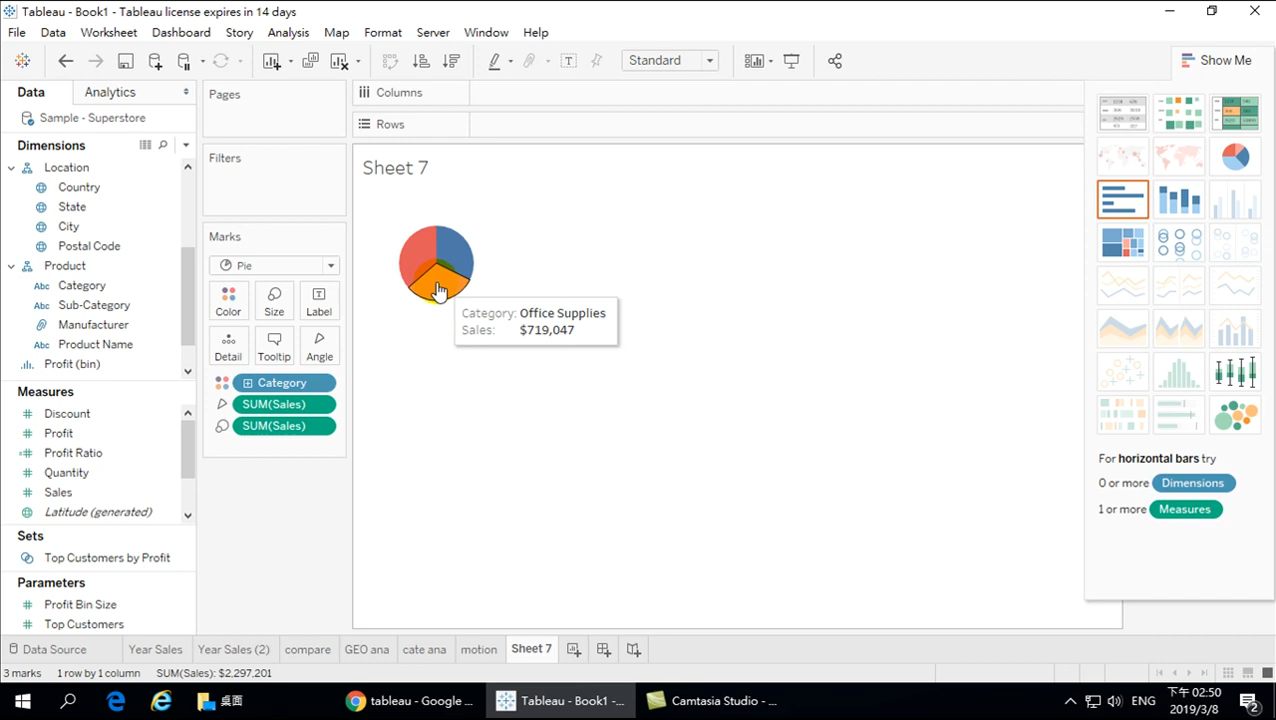 Tableau - Book1 - Tableau license expires in 14 days
File Data Worksheet Dashboard Story Analysis Map Format Server Window Help
Standard
Show Me
Data Analytics
Sample - Superstore
Dimensions
Location
Country
State
City
Postal Code
Product
Abc Category
Abc Sub-Category
Manufacturer
Abc Product Name
Profit (bin)
Measures
Discount
Profit
Profit Ratio
Quantity
Sales
Latitude (generated)
Sets
Top Customers by Profit
Parameters
Profit Bin Size
Top Customers
Pages
Filters
Marks
Pie
Color Size Label
Detail Tooltip Angle
Category
SUM(Sales)
SUM(Sales)
Columns
Rows
Sheet 7
Category: Office Supplies
Sales: $719,047
For horizontal bars try
0 or more Dimensions
1 or more Measures
Data Source Year Sales Year Sales (2) compare GEO ana cate ana motion Sheet 7
3 marks 1 row by 1 column SUM(Sales): $2,297,201
桌面 tableau - Google ... Tableau - Book1 -... Camtasia Studio - ... ENG 下午 02:50
2019/3/8 2